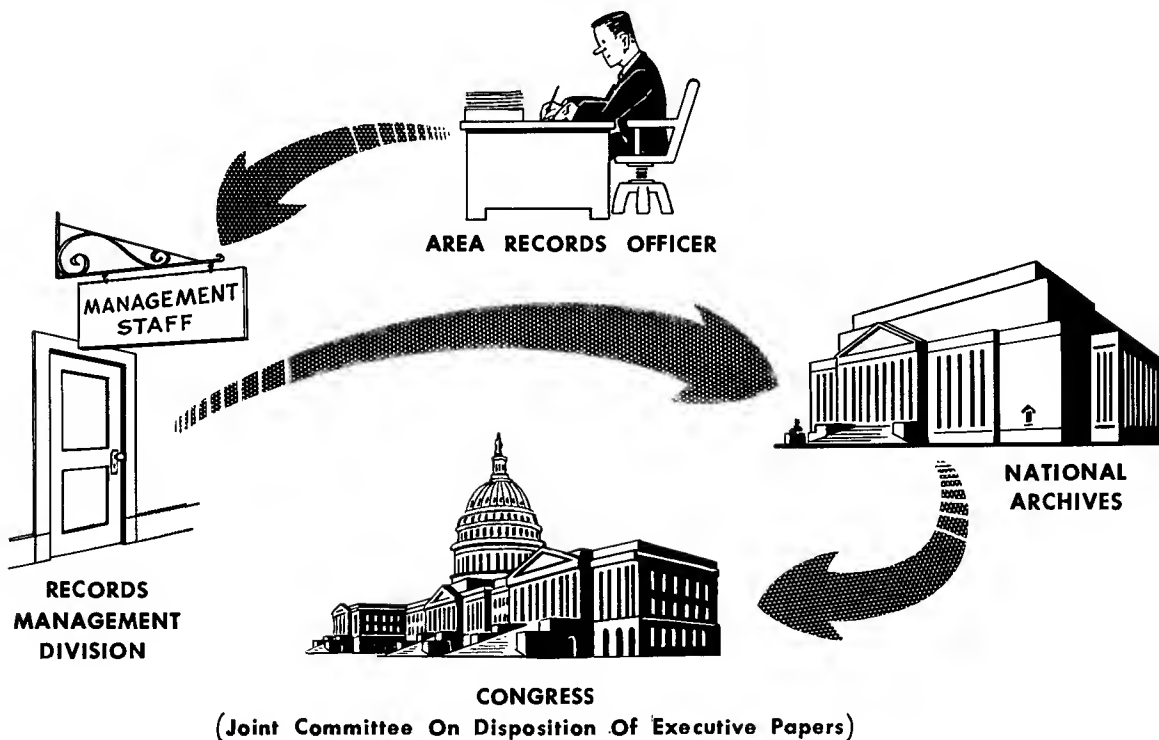 AREA RECORDS OFFICER
MANAGEMENT
STAFF
RECORDS
MANAGEMENT
DIVISION
NATIONAL
ARCHIVES
CONGRESS
(Joint Committee On Disposition Of Executive Papers)